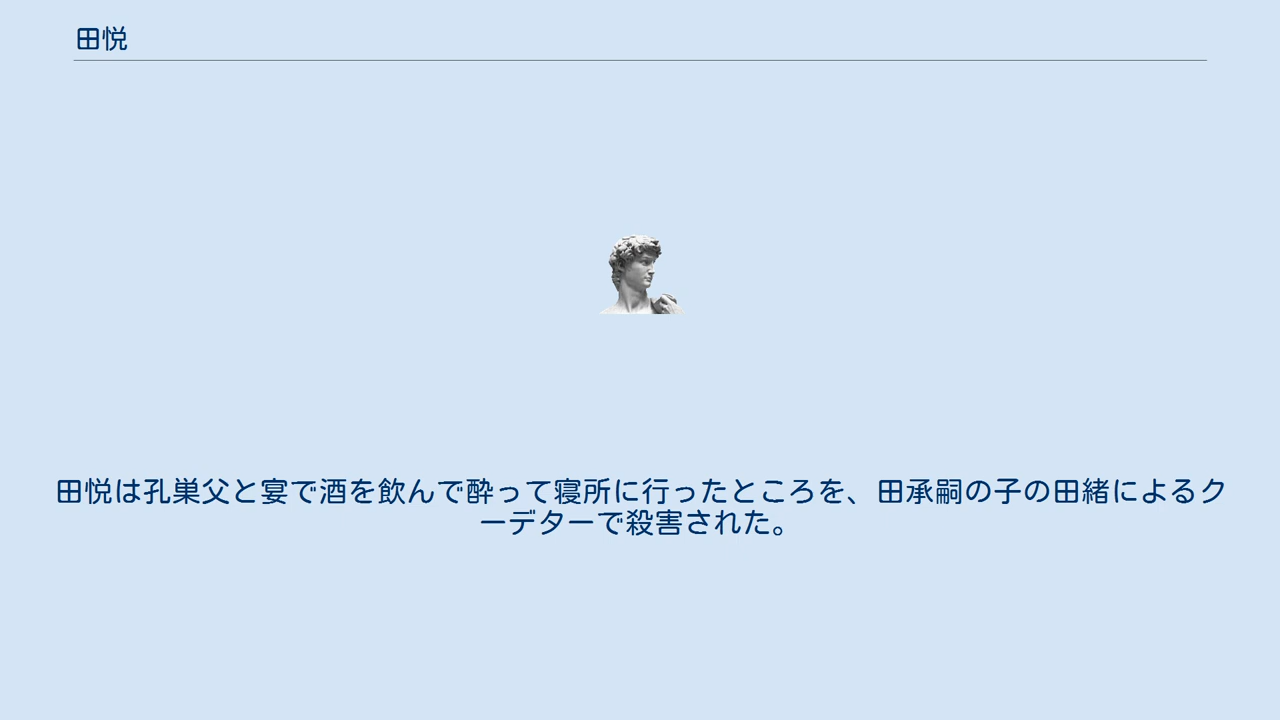 田悦
田悦は孔巣父と宴で酒を飲んで酔って寝所に行ったところを、田承嗣の子の田緒によるク
ーデターで殺害された。